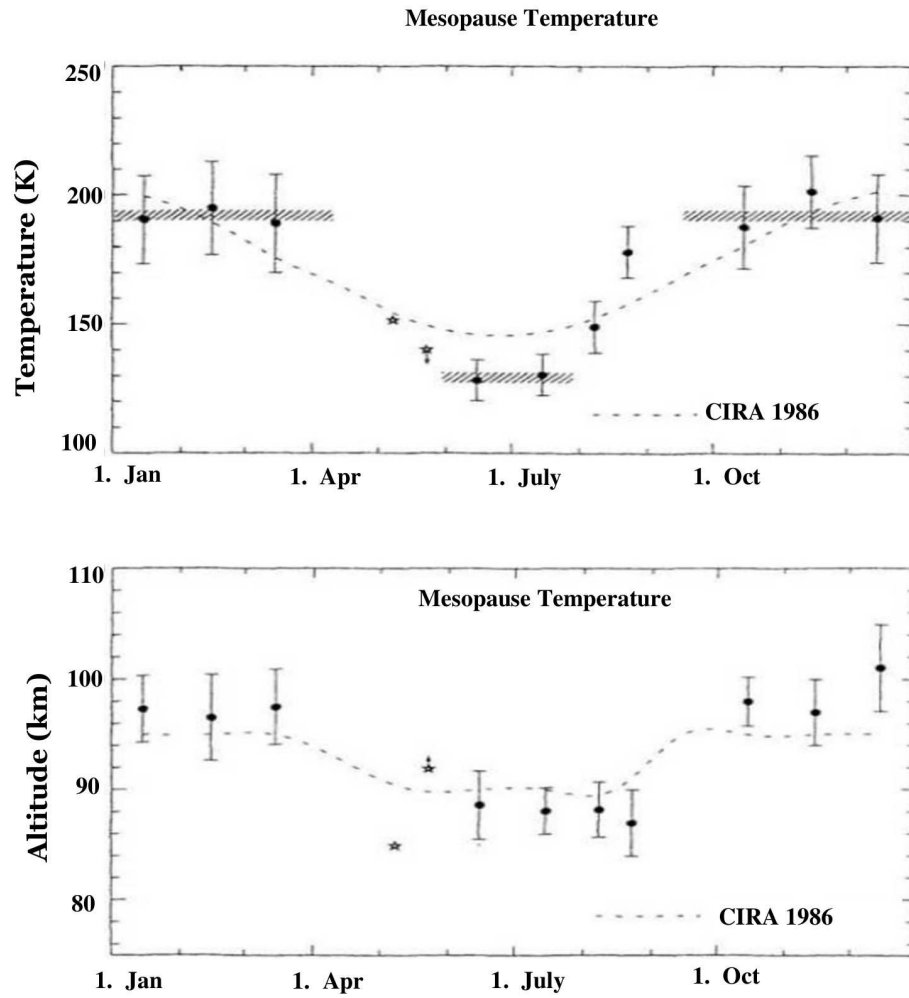 Mesopause Temperature
250
200
150
100
Temperature (K)
CIRA 1986
1. Jan
1. Apr
1. July
1. Oct
110
100
90
80
Altitude (km)
Mesopause Temperature
CIRA 1986
1. Jan
1. Apr
1. July
1. Oct